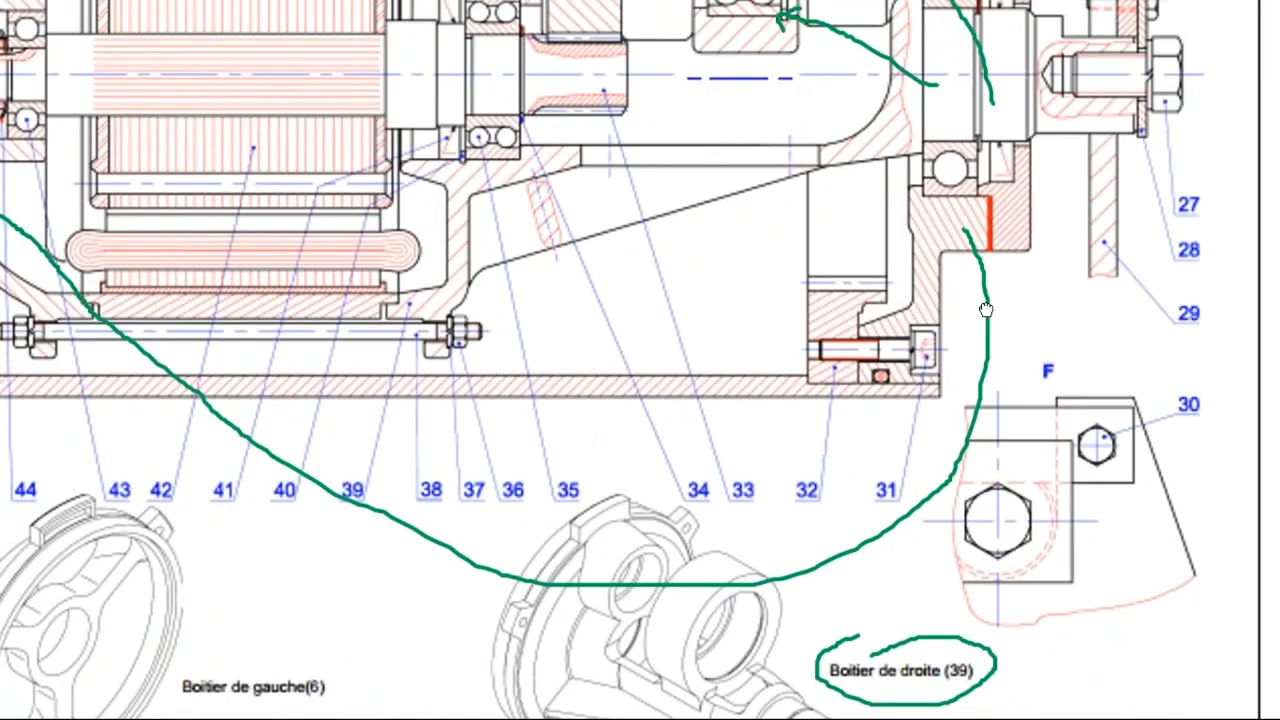 27
28
29
F
30
44 43 42 41 40 39 38 37 36 35 34 33 32 31
Boitier de droite (39)
Boitier de gauche(6)